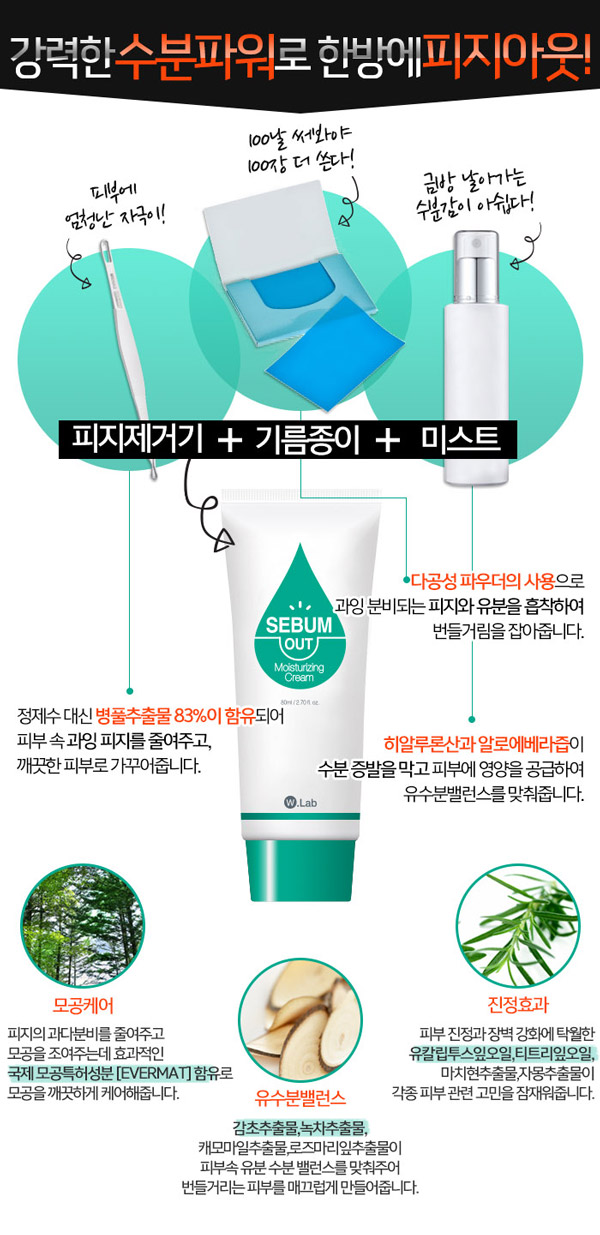 강력한 수분파워로 한방에 피지아웃!
피부에
엄청난 자극이!
100날 써봐야
100장 더 쓴다!
금방 날아가는
수분감이 아쉽다!
피지제거기 + 기름종이 + 미스트
다공성 파우더의 사용으로
과잉 분비되는 피지와 유분을 흡착하여
번들거림을 잡아줍니다.
SEBUM
OUT
Moisturizing
Cream
80ml / 2.70 fl. oz.
W.Lab
정제수 대신 병풀추출물 83%이 함유되어
피부 속 과잉 피지를 줄여주고,
깨끗한 피부로 가꾸어줍니다.
히알루론산과 알로에베라즙이
수분 증발을 막고 피부에 영양을 공급하여
유수분밸런스를 맞춰줍니다.
모공케어
피지의 과다분비를 줄여주고
모공을 조여주는데 효과적인
국제 모공특허성분 [EVERMAT] 함유로
모공을 깨끗하게 케어해줍니다.
유수분밸런스
감초추출물,녹차추출물,
캐모마일추출물,로즈마리잎추출물이
피부속 유분 수분 밸런스를 맞춰주어
번들거리는 피부를 매끄럽게 만들어줍니다.
진정효과
피부 진정과 장벽 강화에 탁월한
유칼립투스잎오일,티트리잎오일,
마치현추출물,자몽추출물이
각종 피부 관련 고민을 잠재워줍니다.